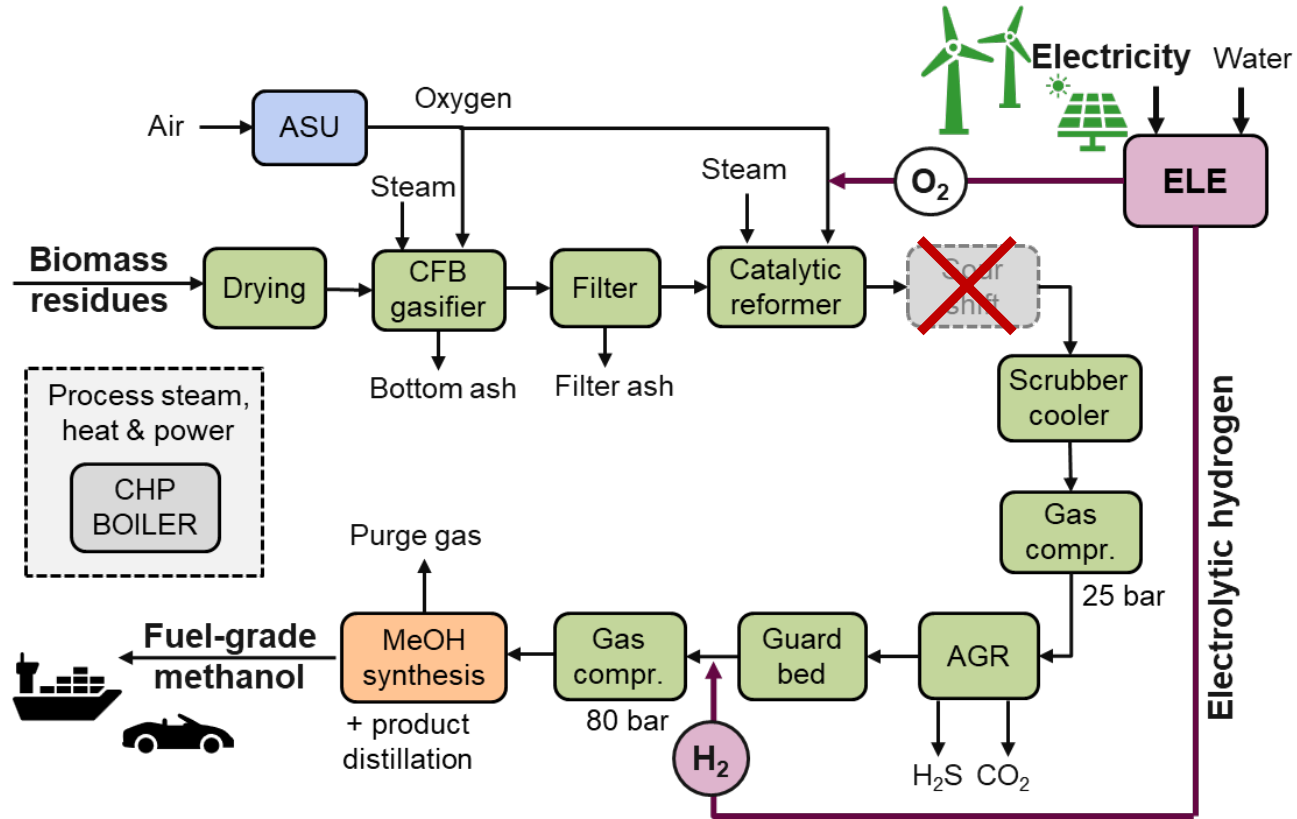 Electricity
Water
Air
ASU
Oxygen
Steam
Steam
O₂
ELE
Biomass
residues
Drying
CFB
gasifier
Filter
Catalytic
reformer
Sour
shift
Bottom ash
Filter ash
Scrubber
cooler
Process steam,
heat & power
CHP
BOILER
Gas
compr.
25 bar
Electrolytic hydrogen
Purge gas
Fuel-grade
methanol
MeOH
synthesis
+ product
distillation
Gas
compr.
80 bar
Guard
bed
AGR
H₂
H₂S
CO₂